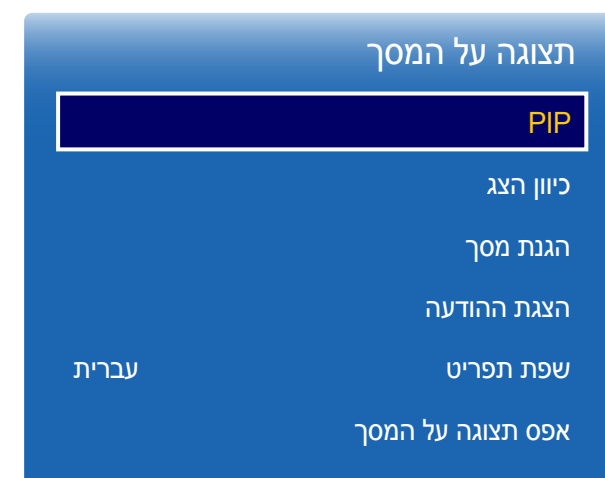 תצוגה על המסך
PIP
כיוון הצג
הגנת מסך
הצגת ההודעה
שפת תפריט עברית
אפס תצוגה על המסך